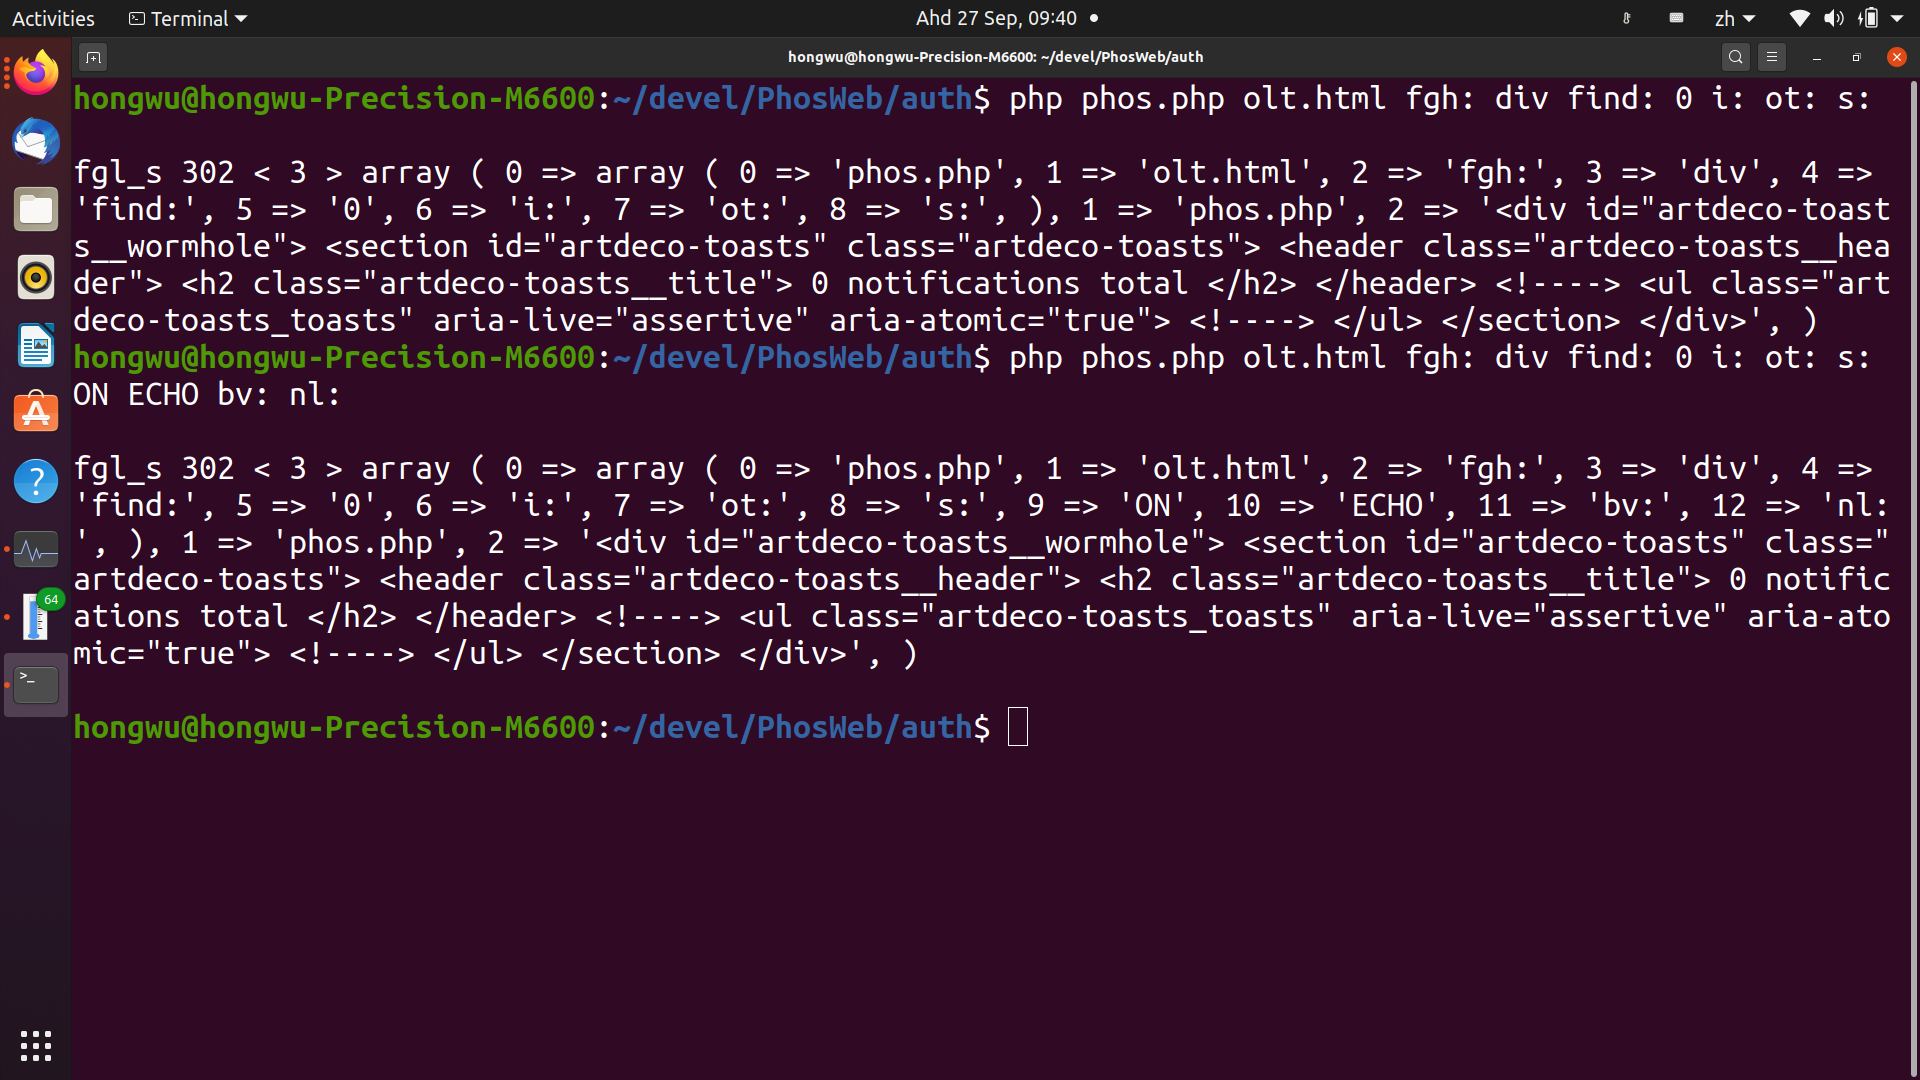 Activities
Terminal
Ahd 27 Sep, 09:40
zh
hongwu@hongwu-Precision-M6600: ~/devel/PhosWeb/auth
hongwu@hongwu-Precision-M6600:~/devel/PhosWeb/auth$ php phos.php olt.html fgh: div find: 0 i: ot: s:
fgl_s 302 < 3 > array ( 0 => array ( 0 => 'phos.php', 1 => 'olt.html', 2 => 'fgh:', 3 => 'div', 4 =>
'find:', 5 => '0', 6 => 'i:', 7 => 'ot:', 8 => 's:', ), 1 => 'phos.php', 2 => '<div id="artdeco-toast
s__wormhole"> <section id="artdeco-toasts" class="artdeco-toasts"> <header class="artdeco-toasts__hea
der"> <h2 class="artdeco-toasts__title"> 0 notifications total </h2> </header> <!----> <ul class="art
deco-toasts_toasts" aria-live="assertive" aria-atomic="true"> <!----> </ul> </section> </div>', )
hongwu@hongwu-Precision-M6600:~/devel/PhosWeb/auth$ php phos.php olt.html fgh: div find: 0 i: ot: s:
ON ECHO bv: nl:
fgl_s 302 < 3 > array ( 0 => array ( 0 => 'phos.php', 1 => 'olt.html', 2 => 'fgh:', 3 => 'div', 4 =>
'find:', 5 => '0', 6 => 'i:', 7 => 'ot:', 8 => 's:', 9 => 'ON', 10 => 'ECHO', 11 => 'bv:', 12 => 'nl:
', ), 1 => 'phos.php', 2 => '<div id="artdeco-toasts__wormhole"> <section id="artdeco-toasts" class="
artdeco-toasts"> <header class="artdeco-toasts__header"> <h2 class="artdeco-toasts__title"> 0 notific
ations total </h2> </header> <!----> <ul class="artdeco-toasts_toasts" aria-live="assertive" aria-ato
mic="true"> <!----> </ul> </section> </div>', )
64
hongwu@hongwu-Precision-M6600:~/devel/PhosWeb/auth$